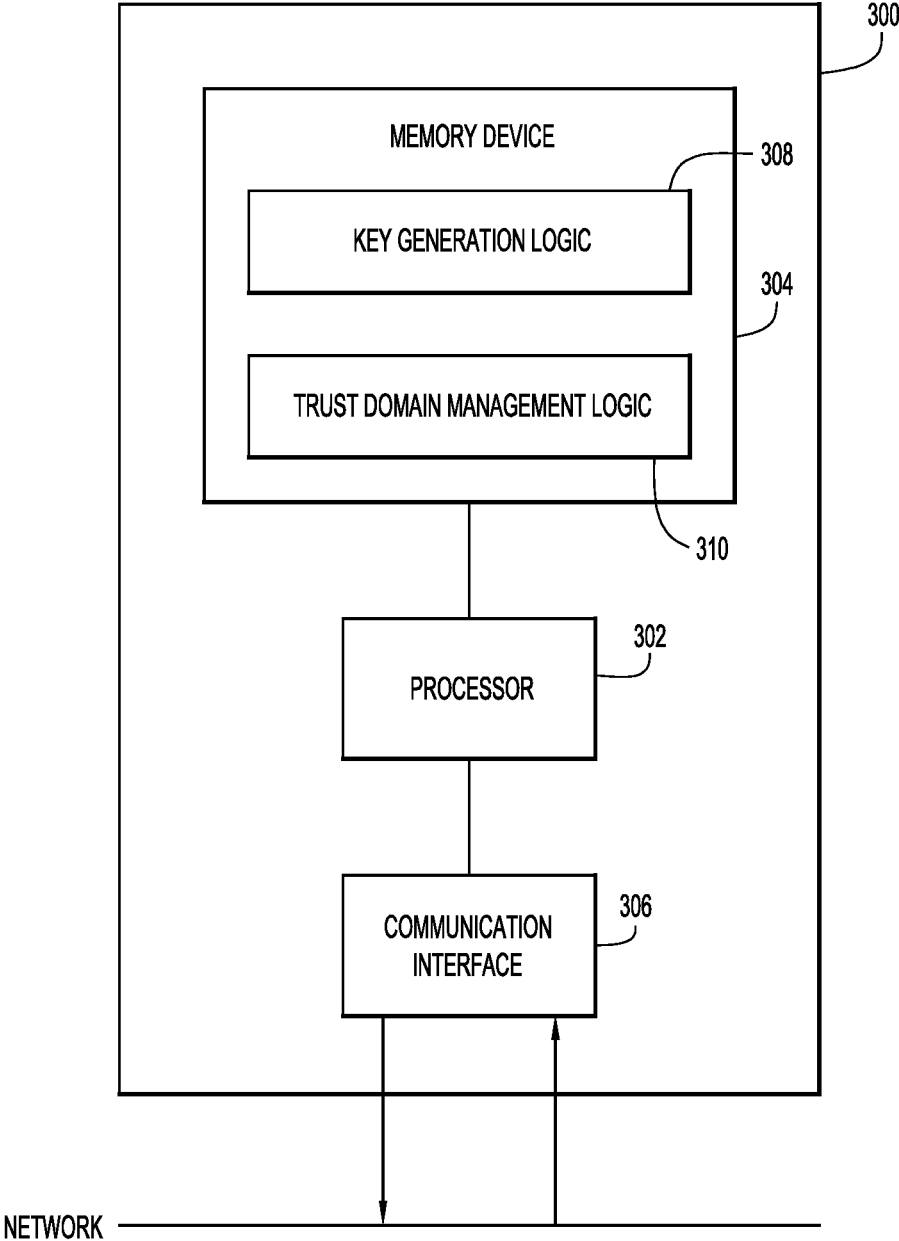 300
MEMORY DEVICE
308
KEY GENERATION LOGIC
304
TRUST DOMAIN MANAGEMENT LOGIC
310
302
PROCESSOR
306
COMMUNICATION
INTERFACE
NETWORK